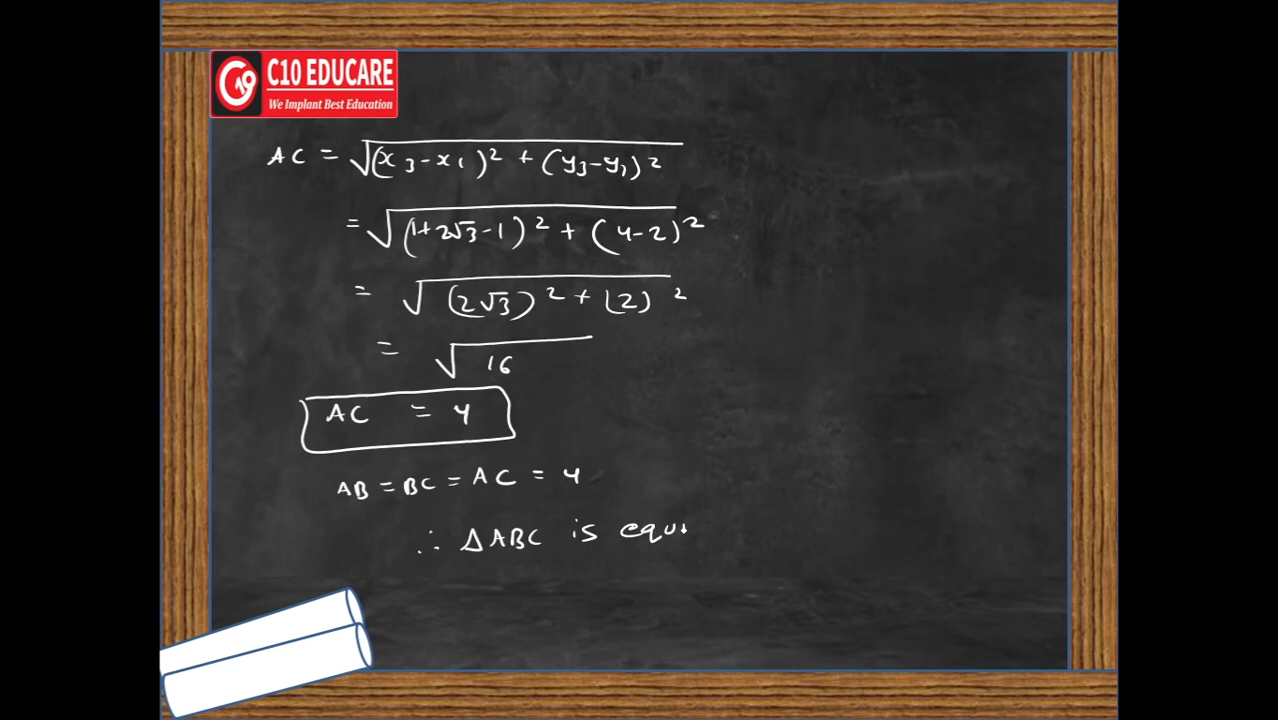 C10 EDUCARE
We Implant Best Education
AC = √(x3-x1)² + (y3-y1)²
= √(1+2√3-1)² + (4-2)²
= √(2√3)² + (2)²
= √16
AC = 4
AB = BC = AC = 4
∴ ΔABC is equi